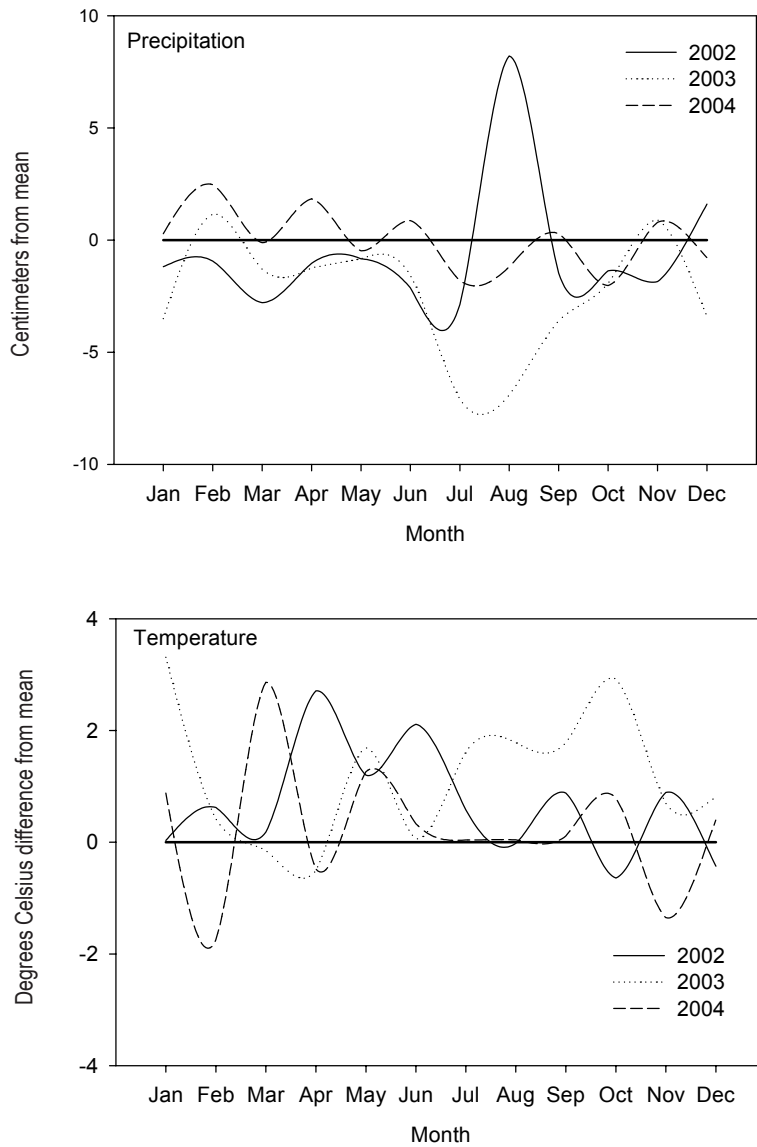 Precipitation
2002
2003
2004
Centimeters from mean
10
5
0
-5
-10
Jan Feb Mar Apr May Jun Jul Aug Sep Oct Nov Dec
Month
Temperature
Degrees Celsius difference from mean
4
2
0
-2
-4
2002
2003
2004
Jan Feb Mar Apr May Jun Jul Aug Sep Oct Nov Dec
Month